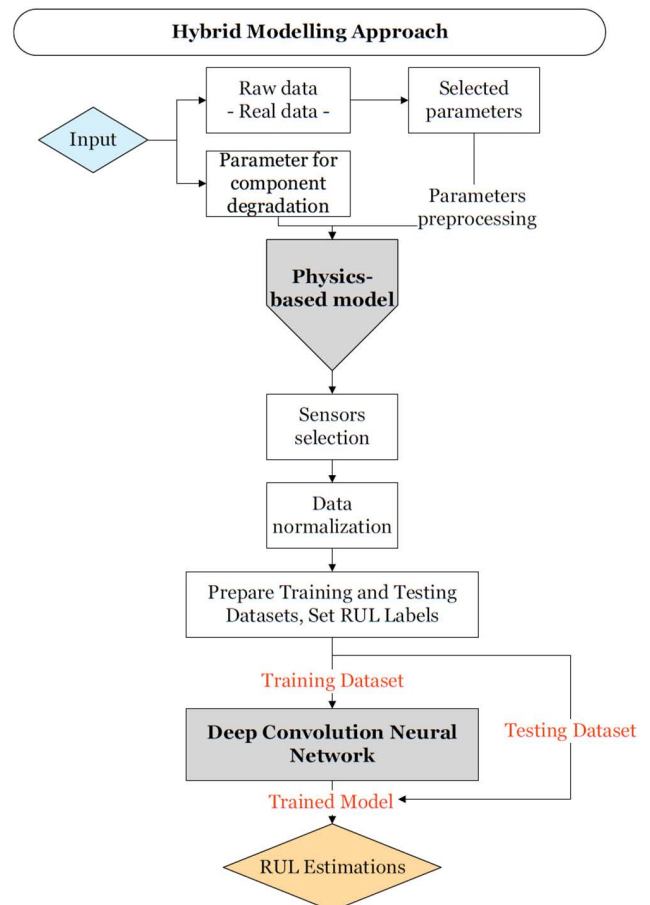 Hybrid Modelling Approach
Input
Raw data
- Real data -
Selected
parameters
Parameter for
component
degradation
Parameters
preprocessing
Physics-
based model
Sensors
selection
Data
normalization
Prepare Training and Testing
Datasets, Set RUL Labels
Training Dataset
Testing Dataset
Deep Convolution Neural
Network
Trained Model
RUL Estimations